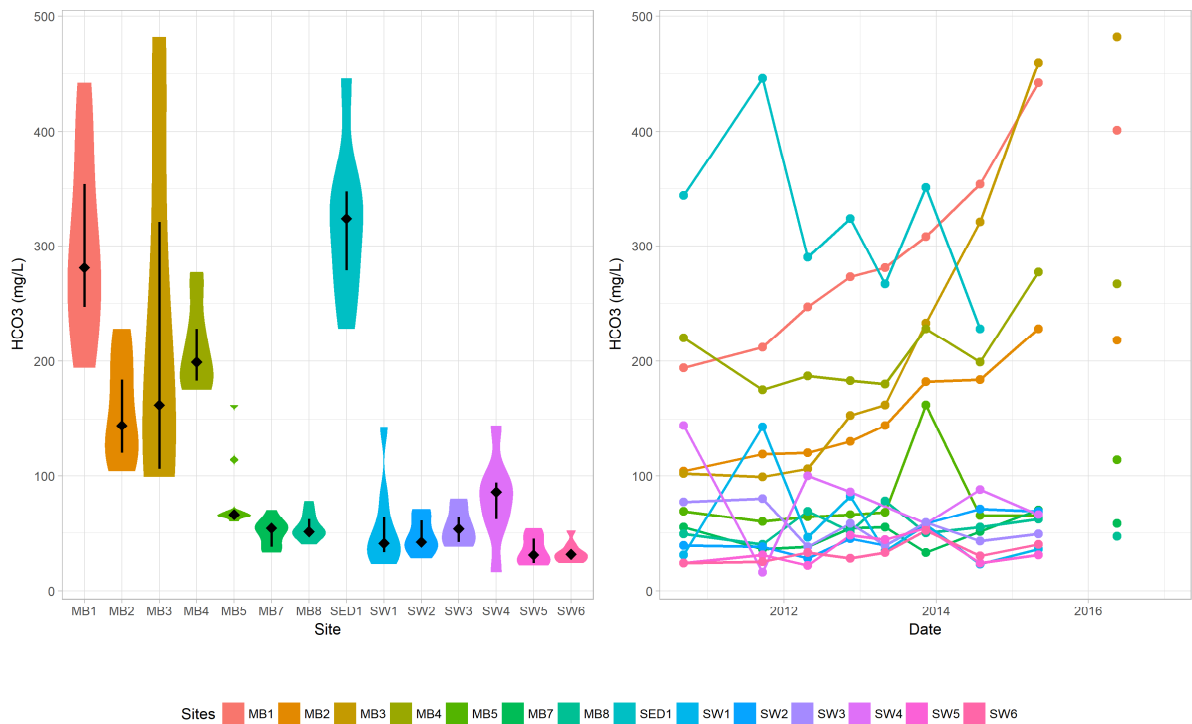 500
400
300
200
100
0
HCO3 (mg/L)
MB1 MB2 MB3 MB4 MB5 MB7 MB8 SED1 SW1 SW2 SW3 SW4 SW5 SW6
Site
500
400
300
200
100
0
HCO3 (mg/L)
2012 2014 2016
Date
Sites MB1 MB2 MB3 MB4 MB5 MB7 MB8 SED1 SW1 SW2 SW3 SW4 SW5 SW6